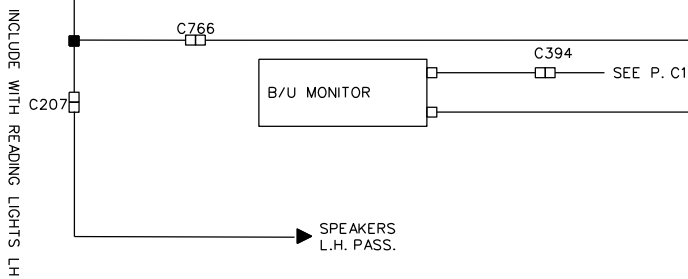 INCLUDE WITH READING LIGHTS LH
C766
C394
SEE P. C1
B/U MONITOR
C207
SPEAKERS
L.H. PASS.